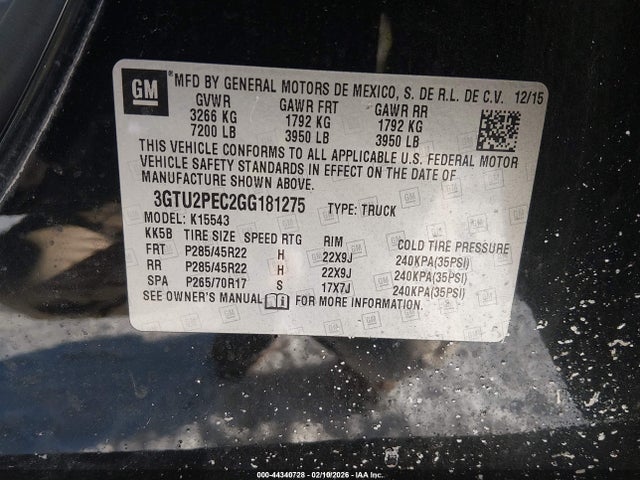 GM ® MFD BY GENERAL MOTORS DE MEXICO, S. DE R.L. DE C.V. 12/15
GVWR GAWR FRT GAWR RR
3266 KG 1792 KG 1792 KG
7200 LB 3950 LB 3950 LB
THIS VEHICLE CONFORMS TO ALL APPLICABLE U.S. FEDERAL MOTOR
VEHICLE SAFETY STANDARDS IN EFFECT ON THE DATE OF
MANUFACTURE SHOWN ABOVE.
3GTU2PEC2GG181275 TYPE: TRUCK
MODEL: K15543
KK5B TIRE SIZE SPEED RTG RIM COLD TIRE PRESSURE
FRT P285/45R22 H 22X9J 240KPA(35PSI)
RR P285/45R22 H 22X9J 240KPA(35PSI)
SPA P265/70R17 S 17X7J 240KPA(35PSI)
SEE OWNER'S MANUAL FOR MORE INFORMATION.
000-44340728 - 02/10/2026 - IAA Inc.